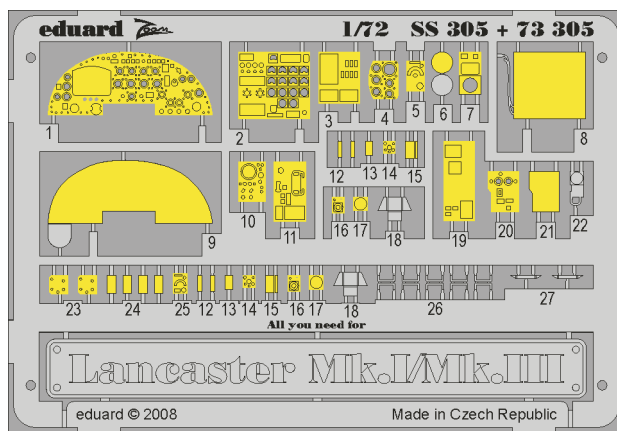 eduard Zoom 1/72 SS 305 + 73 305
1 2 3 4 5 6 7 8
12 13 14 15
9 10 11 16 17 18 19 20 21 22
23 24 25 12 13 14 15 16 17 18 26 27
All you need for
Lancaster Mk.I/Mk.III
eduard © 2008 Made in Czech Republic